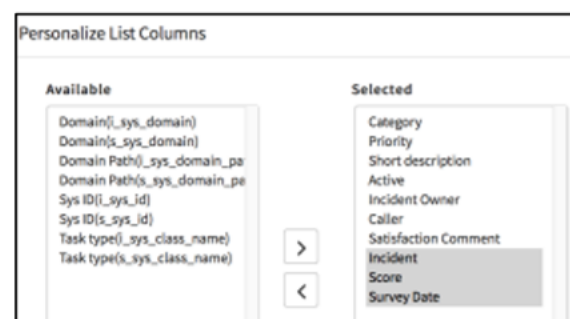 Personalize List Columns
Available
Domain(i_sys_domain)
Domain(s_sys_domain)
Domain Path(i_sys_domain_pa
Domain Path(s_sys_domain_pa
Sys ID(i_sys_id)
Sys ID(s_sys_id)
Task type(i_sys_class_name)
Task type(s_sys_class_name)
Selected
Category
Priority
Short description
Active
Incident Owner
Caller
Satisfaction Comment
Incident
Score
Survey Date